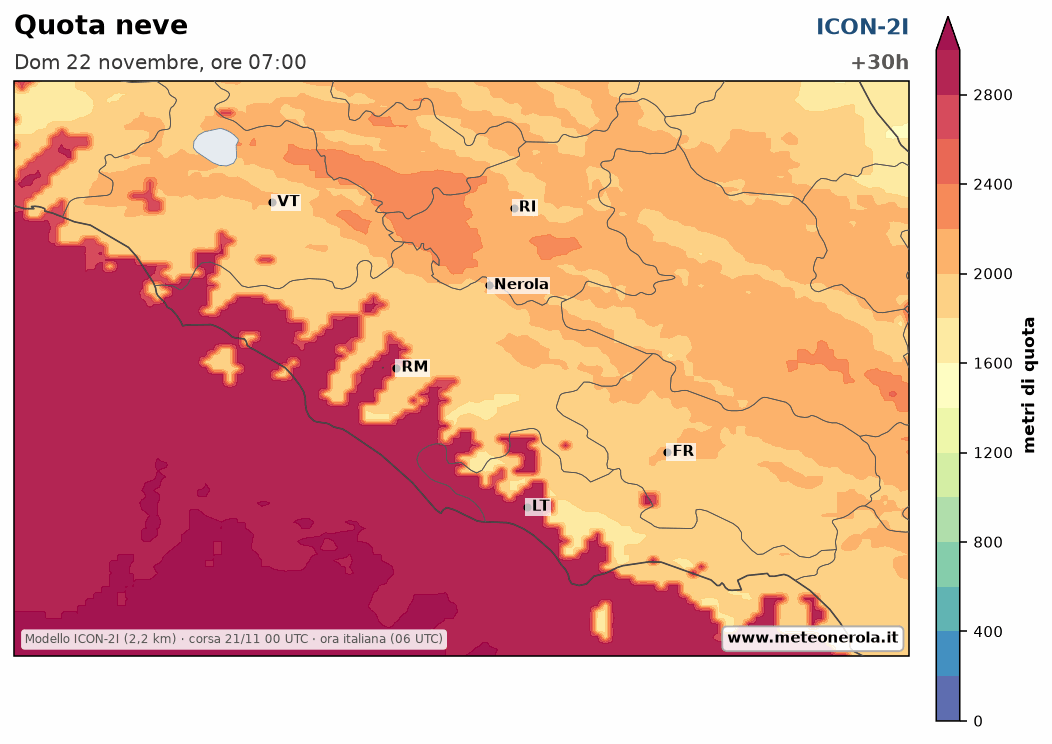 Quota neve
ICON-2I
Dom 22 novembre, ore 07:00
+30h
VT
RI
Nerola
RM
FR
LT
2800
2400
2000
1600
1200
800
400
0
metri di quota
Modello ICON-2I (2,2 km) · corsa 21/11 00 UTC · ora italiana (06 UTC)
www.meteonerola.it